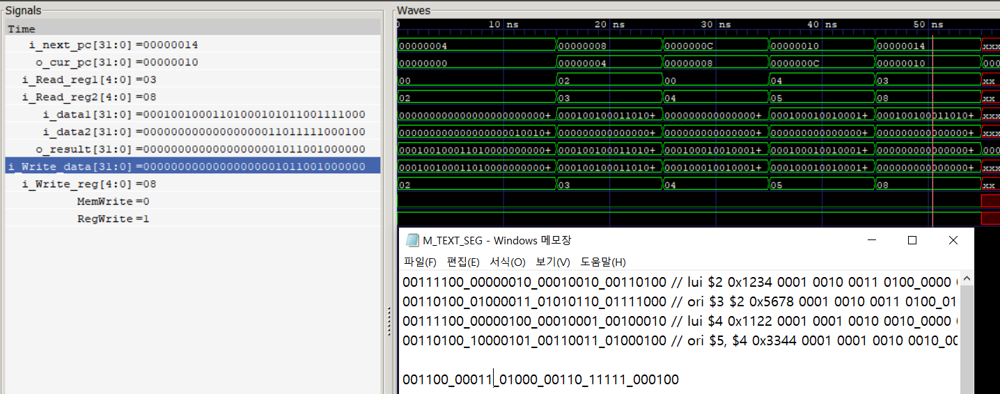 Signals
Waves
Time
0 10 ns 20 ns 30 ns 40 ns 50 ns
i_next_pc[31:0] =00000014
00000004 00000008 0000000C 00000010 00000014 xxx
o_cur_pc[31:0] =00000010
00000000 00000004 00000008 0000000C 00000010 000
i_Read_reg1[4:0] =03
00 02 00 04 03 xx
i_Read_reg2[4:0] =08
02 03 04 05 08 xx
i_data1[31:0] =00010010001101000101011001111000
000000000000000000000000+ 000100100011010+ 000000000000000+ 000100010010001+ 000100100011010+ xxx
i_data2[31:0] =00000000000000000011011111000100
000000000000000000010010+ 000000000000000+ 000000000000000+ 000000000000000+ 000000000000000+ xxx
o_result[31:0] =00000000000000000001011001000000
000100100011010000000000+ 000100100011010+ 000100010010001+ 000100010010001+ 000000000000000+ 000
i_Write_data[31:0] =00000000000000000001011001000000
000100100011010000000000+ 000100100011010+ 000100010010001+ 000100010010001+ 000000000000000+ xxx
i_Write_reg[4:0] =08
02 03 04 05 08 xx
MemWrite =0
RegWrite =1
M_TEXT_SEG - Windows 메모장
파일(F) 편집(E) 서식(O) 보기(V) 도움말(H)
00111100_00000010_00010010_00110100 // lui $2 0x1234 0001 0010 0011 0100_0000
00110100_01000011_01010110_01111000 // ori $3 $2 0x5678 0001 0010 0011 0100_01
00111100_00000100_00010001_00100010 // lui $4 0x1122 0001 0001 0010 0010_0000
00110100_10000101_00110011_01000100 // ori $5, $4 0x3344 0001 0001 0010 0010_00
001100_00011_01000_00110_11111_000100